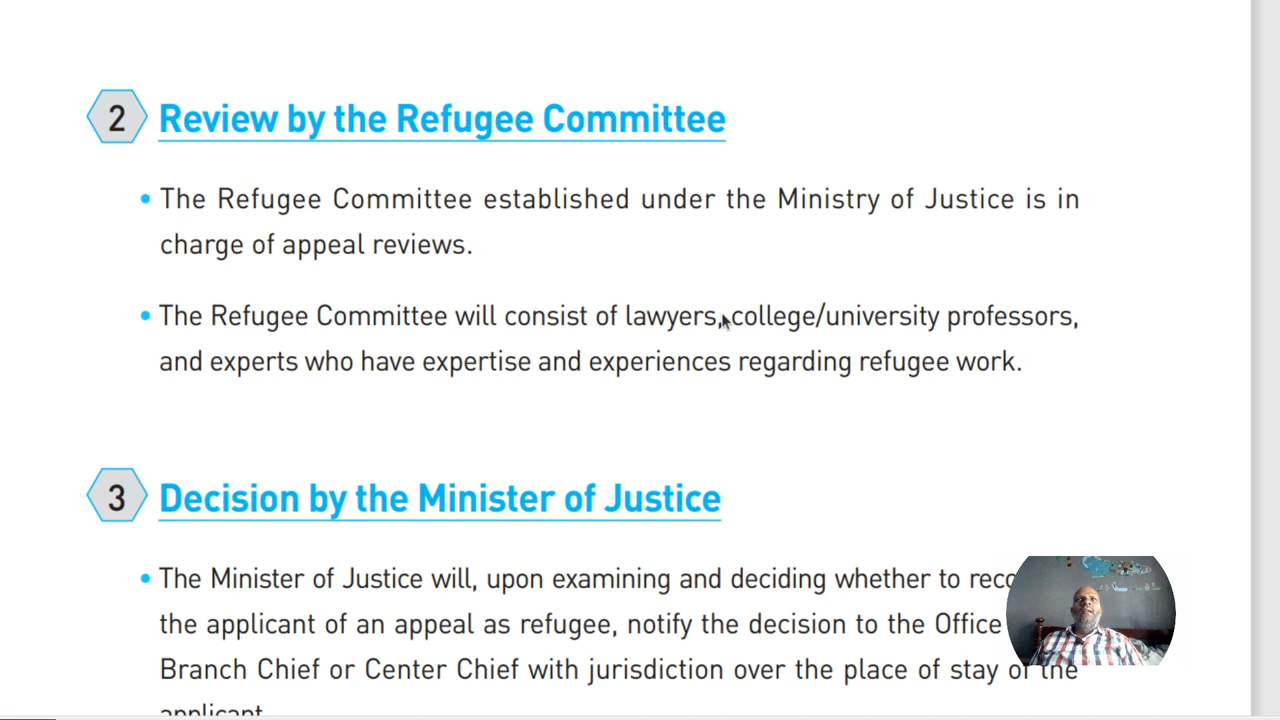 2 Review by the Refugee Committee
• The Refugee Committee established under the Ministry of Justice is in
charge of appeal reviews.
• The Refugee Committee will consist of lawyers, college/university professors,
and experts who have expertise and experiences regarding refugee work.
3 Decision by the Minister of Justice
• The Minister of Justice will, upon examining and deciding whether to
the applicant of an appeal as refugee, notify the decision to the Office
Branch Chief or Center Chief with jurisdiction over the place of stay of the
applicant